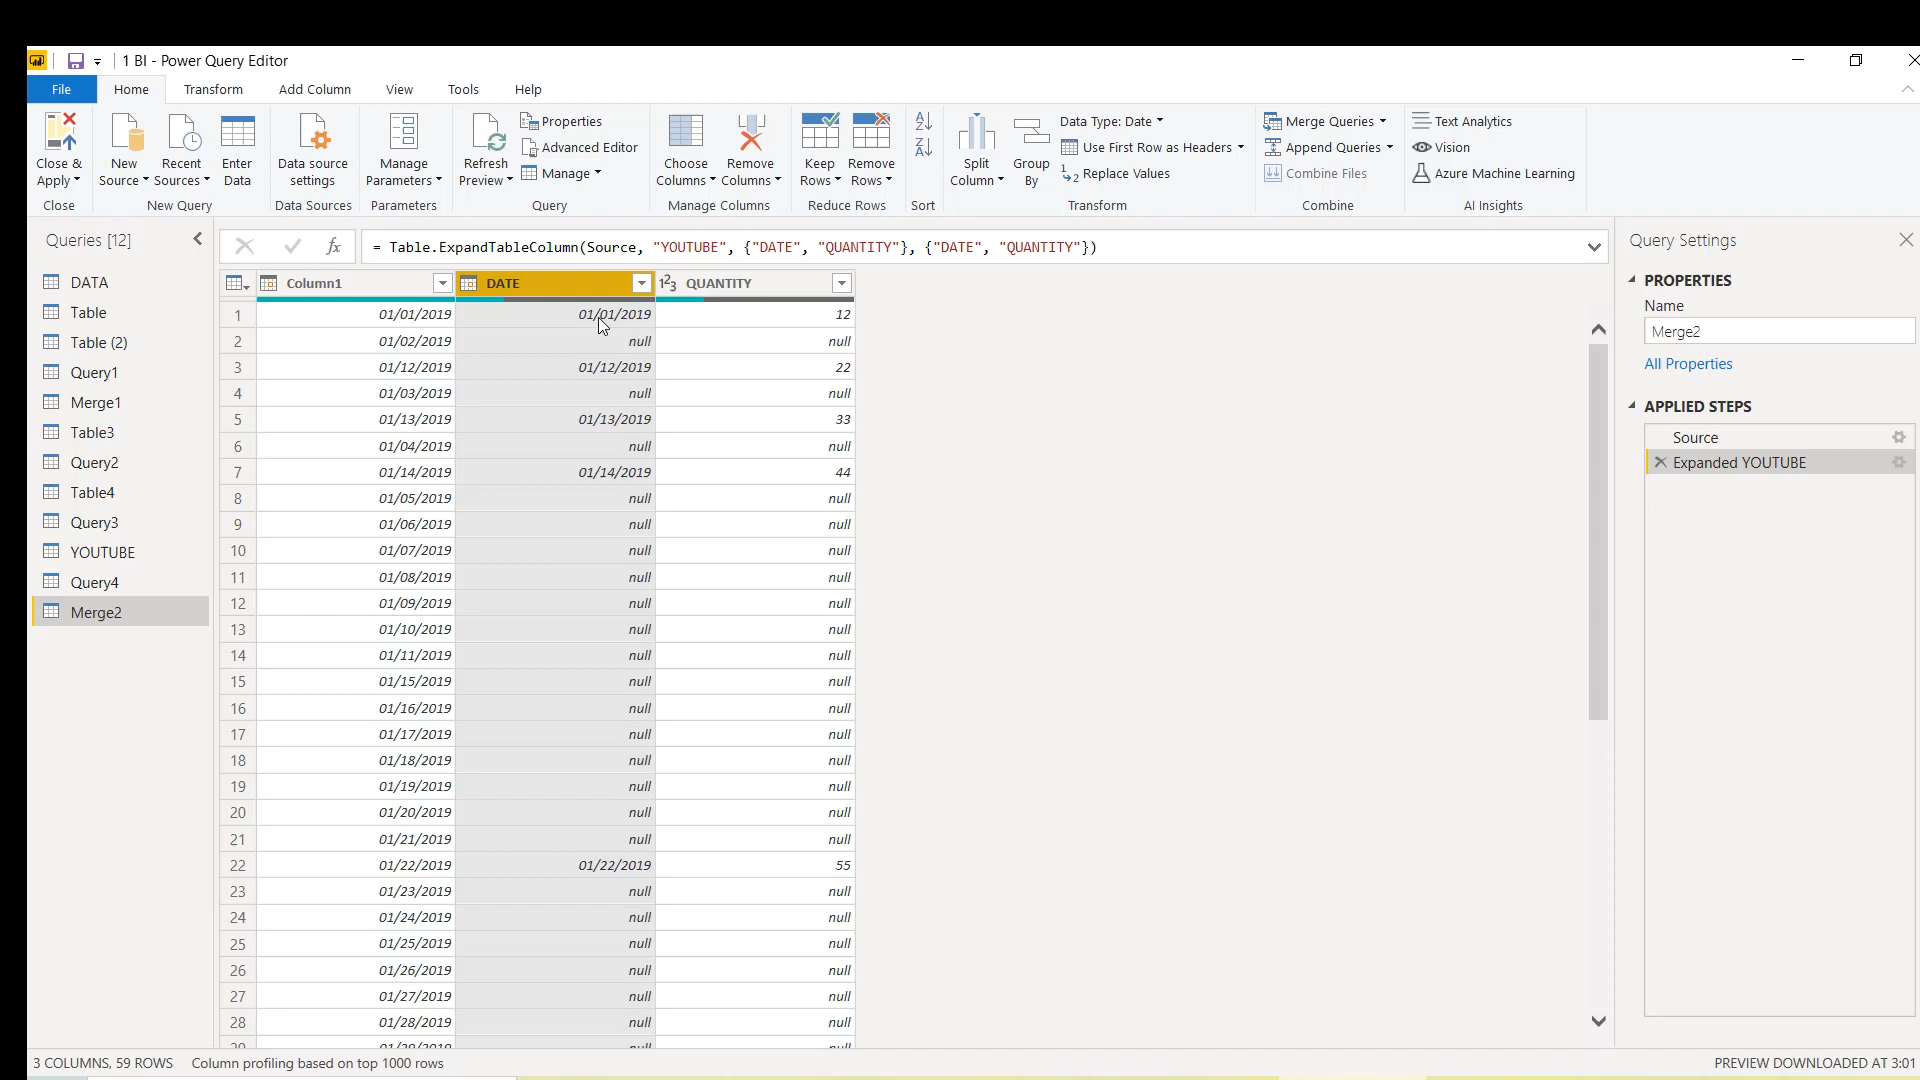 1 BI - Power Query Editor
File Home Transform Add Column View Tools Help
Close & Apply
New Source
Recent Sources
Enter Data
Data source settings
Manage Parameters
Refresh Preview
Properties
Advanced Editor
Manage
Choose Columns
Remove Columns
Keep Rows
Remove Rows
Split Column
Group By
Data Type: Date
Use First Row as Headers
Replace Values
Merge Queries
Append Queries
Combine Files
Text Analytics
Vision
Azure Machine Learning
Close New Query Data Sources Parameters Query Manage Columns Reduce Rows Sort Transform Combine AI Insights
Queries [12]
DATA
Table
Table (2)
Query1
Merge1
Table3
Query2
Table4
Query3
YOUTUBE
Query4
Merge2
fx = Table.ExpandTableColumn(Source, "YOUTUBE", {"DATE", "QUANTITY"}, {"DATE", "QUANTITY"})
Column1 DATE 123 QUANTITY
1 01/01/2019 01/01/2019 12
2 01/02/2019 null null
3 01/12/2019 01/12/2019 22
4 01/03/2019 null null
5 01/13/2019 01/13/2019 33
6 01/04/2019 null null
7 01/14/2019 01/14/2019 44
8 01/05/2019 null null
9 01/06/2019 null null
10 01/07/2019 null null
11 01/08/2019 null null
12 01/09/2019 null null
13 01/10/2019 null null
14 01/11/2019 null null
15 01/15/2019 null null
16 01/16/2019 null null
17 01/17/2019 null null
18 01/18/2019 null null
19 01/19/2019 null null
20 01/20/2019 null null
21 01/21/2019 null null
22 01/22/2019 01/22/2019 55
23 01/23/2019 null null
24 01/24/2019 null null
25 01/25/2019 null null
26 01/26/2019 null null
27 01/27/2019 null null
28 01/28/2019 null null
Query Settings
PROPERTIES
Name
Merge2
All Properties
APPLIED STEPS
Source
Expanded YOUTUBE
3 COLUMNS, 59 ROWS Column profiling based on top 1000 rows
PREVIEW DOWNLOADED AT 3:01